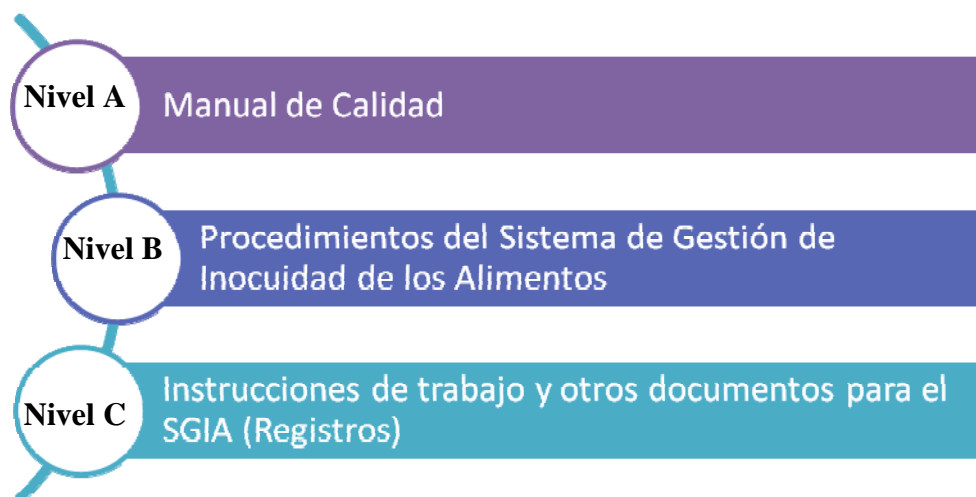 Nivel A
Manual de Calidad
Nivel B
Procedimientos del Sistema de Gestión de
Inocuidad de los Alimentos
Nivel C
Instrucciones de trabajo y otros documentos para el
SGIA (Registros)